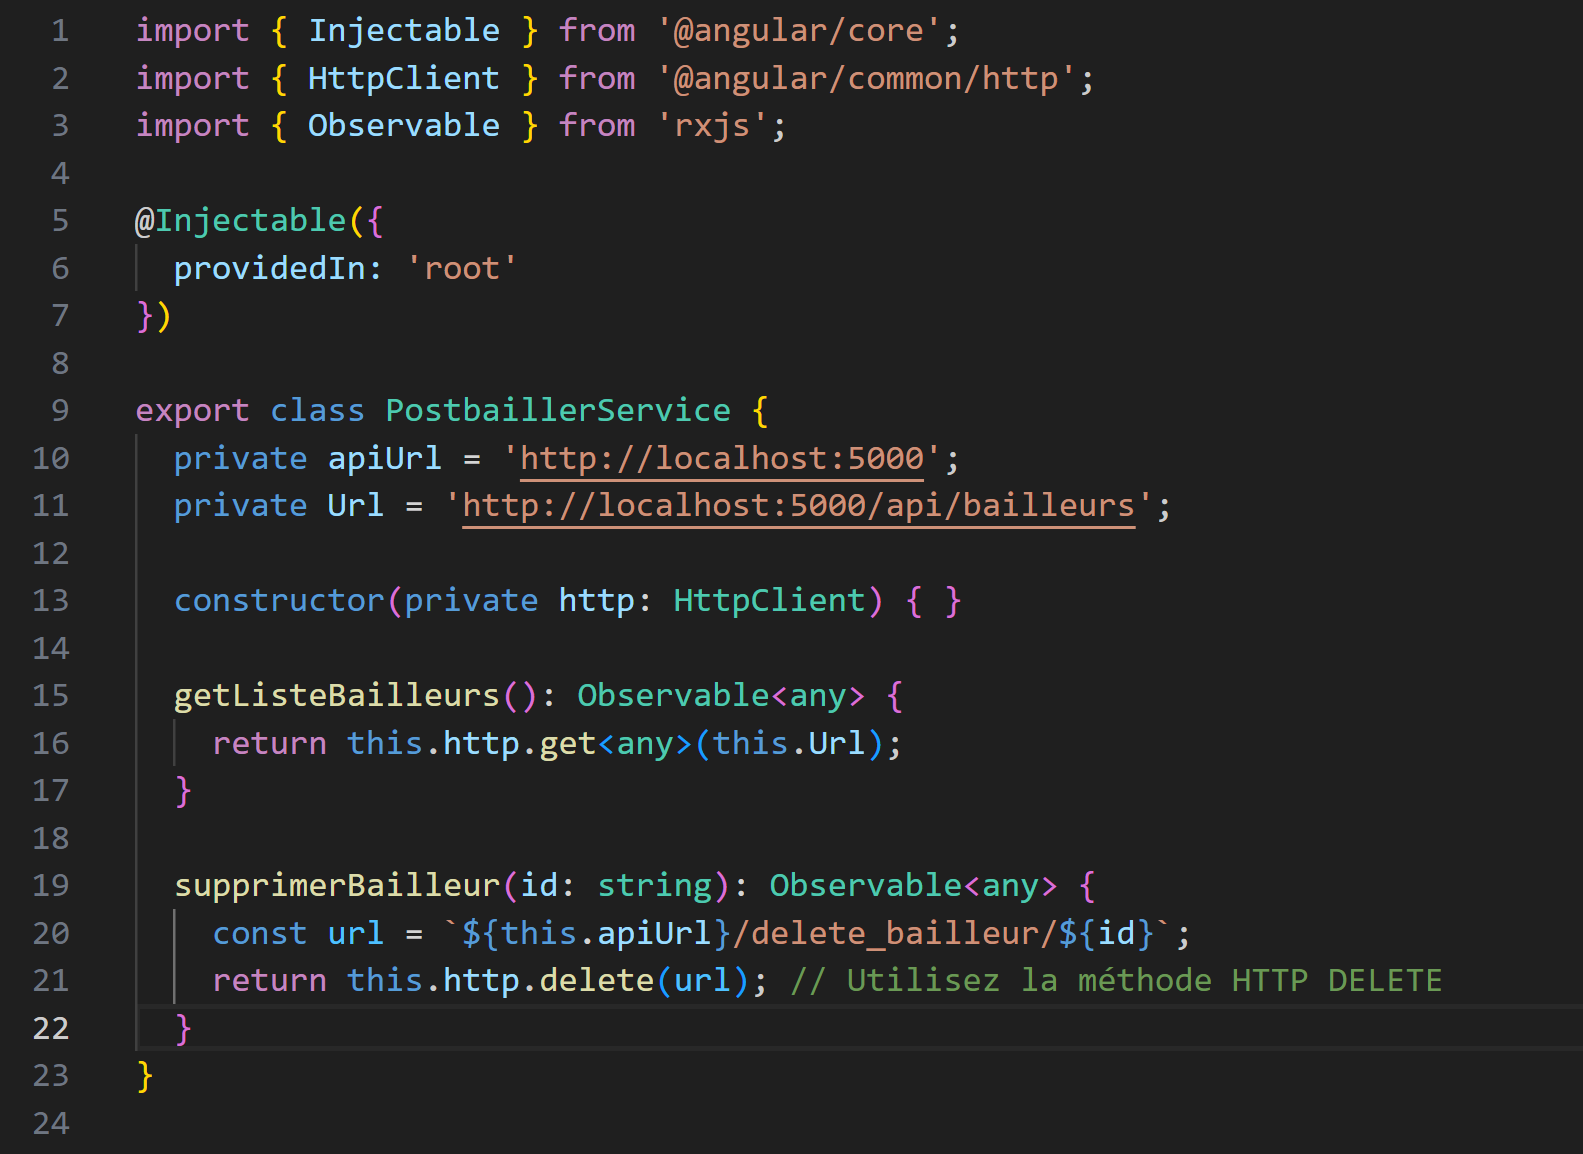 1 import { Injectable } from '@angular/core';
2 import { HttpClient } from '@angular/common/http';
3 import { Observable } from 'rxjs';
4
5 @Injectable({
6   providedIn: 'root'
7 })
8
9 export class PostbaillerService {
10   private apiUrl = 'http://localhost:5000';
11   private Url = 'http://localhost:5000/api/bailleurs';
12
13   constructor(private http: HttpClient) { }
14
15   getListeBailleurs(): Observable<any> {
16     return this.http.get<any>(this.Url);
17   }
18
19   supprimerBailleur(id: string): Observable<any> {
20     const url = `${this.apiUrl}/delete_bailleur/${id}`;
21     return this.http.delete(url); // Utilisez la méthode HTTP DELETE
22   }
23 }
24